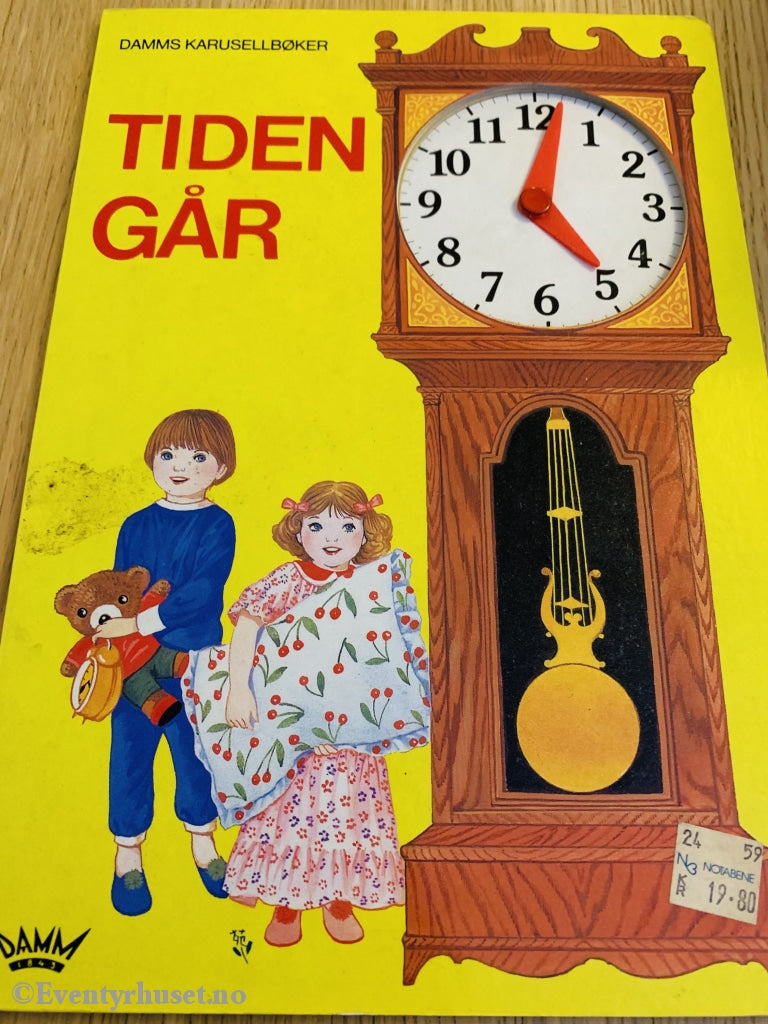 DAMMS KARUSELLBØKER
TIDEN
GÅR
12
1
2
3
4
5
6
7
8
9
10
11
24 59
N3 NOTABENE
KR 19.80
DAMM
1843
©Eventyrhuset.no